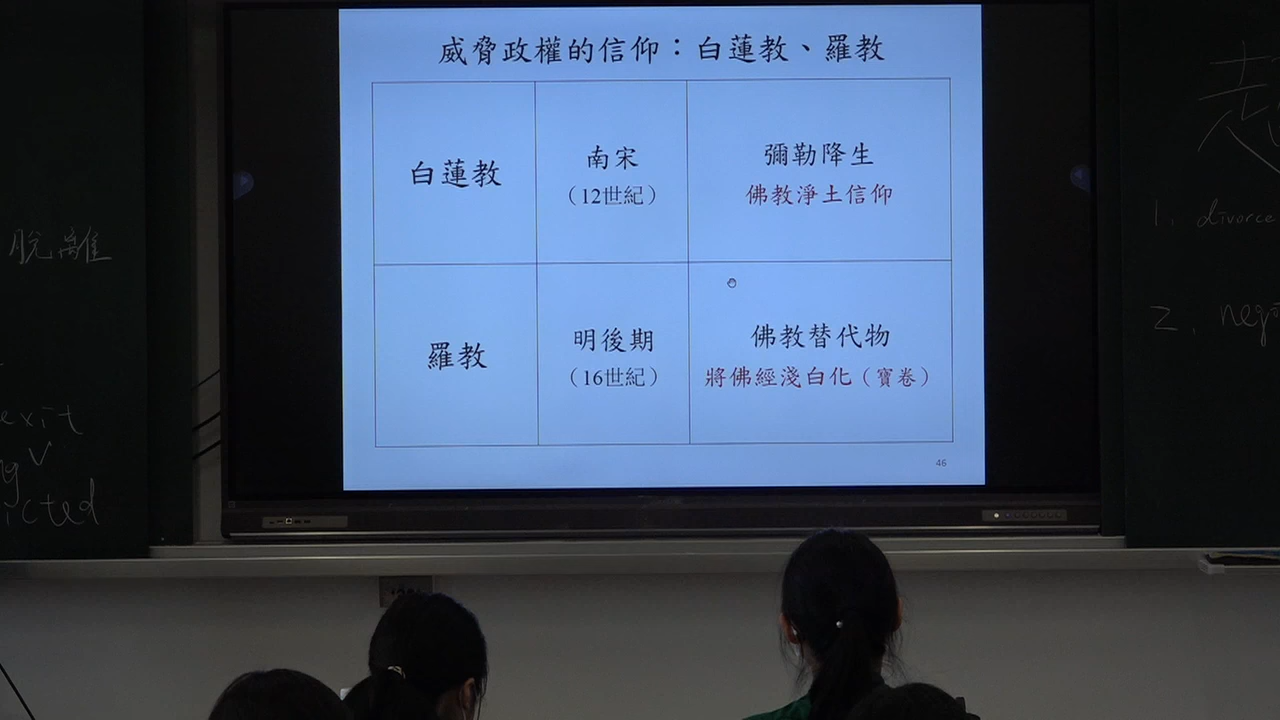 威脅政權的信仰：白蓮教、羅教
白蓮教
南宋
（12世紀）
彌勒降生
佛教淨土信仰
羅教
明後期
（16世紀）
佛教替代物
將佛經淺白化（寶卷）
46
脫離
exit
icted
1. divorce
2. neg